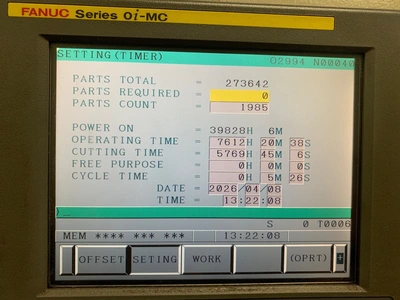 FANUC Series 0i-MC
SETTING(TIMER) O2994 N00040
PARTS TOTAL = 273642
PARTS REQUIRED = 0
PARTS COUNT = 1985
POWER ON = 39828H 6M
OPERATING TIME = 7612H 20M 38S
CUTTING TIME = 5769H 45M 6S
FREE PURPOSE = 0H 0M 0S
CYCLE TIME = 0H 5M 26S
DATE = 2026/04/08
TIME = 13:22:08
>_
S 0 T0006
MEM **** *** *** 13:22:08
OFFSET SETING WORK (OPRT) +